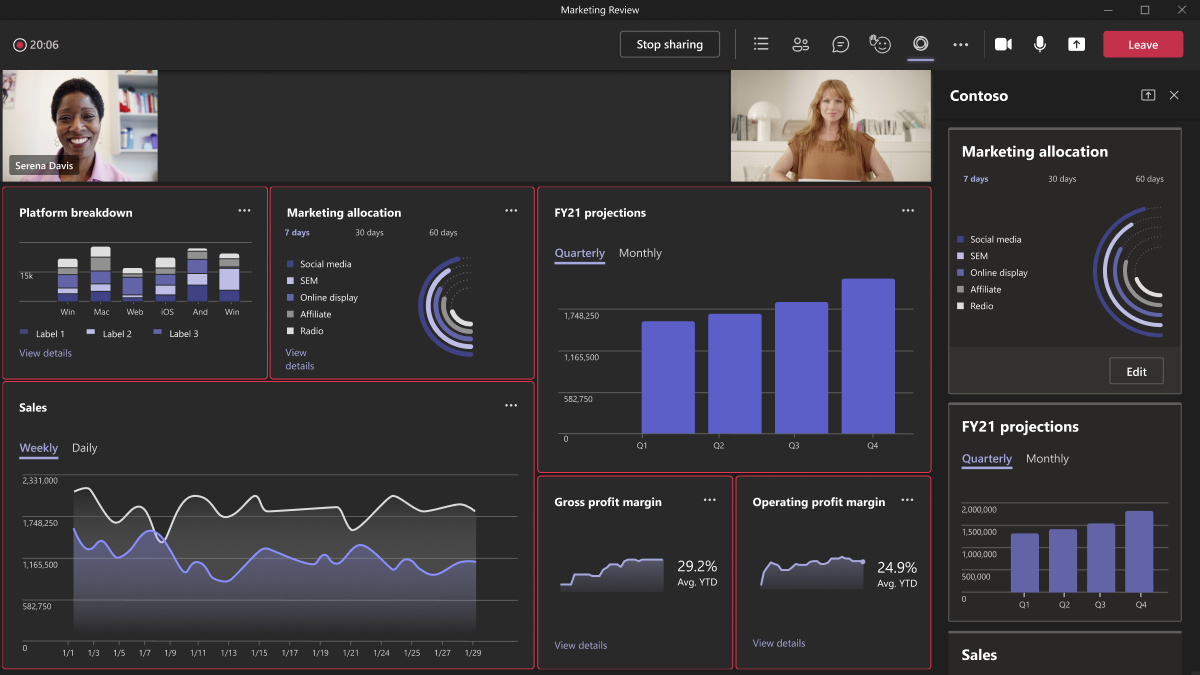 Marketing Review
20:06
Stop sharing
Leave
Serena Davis
Platform breakdown
15k
Win Mac Web iOS And Win
Label 1 Label 2 Label 3
View details
Marketing allocation
7 days 30 days 60 days
Social media
SEM
Online display
Affiliate
Radio
View
details
FY21 projections
Quarterly Monthly
1,748,250
1,165,500
582,750
0
Q1 Q2 Q3 Q4
Sales
Weekly Daily
2,331,000
1,748,250
1,165,500
582,750
0
1/1 1/3 1/5 1/7 1/9 1/11 1/13 1/15 1/17 1/19 1/21 1/24 1/25 1/27 1/29
Gross profit margin
29.2%
Avg. YTD
View details
Operating profit margin
24.9%
Avg. YTD
View details
Contoso
Marketing allocation
7 days 30 days 60 days
Social media
SEM
Online display
Affiliate
Redio
Edit
FY21 projections
Quarterly Monthly
2,000,000
1,500,000
1,000,000
500,000
0
Q1 Q2 Q3 Q4
Sales